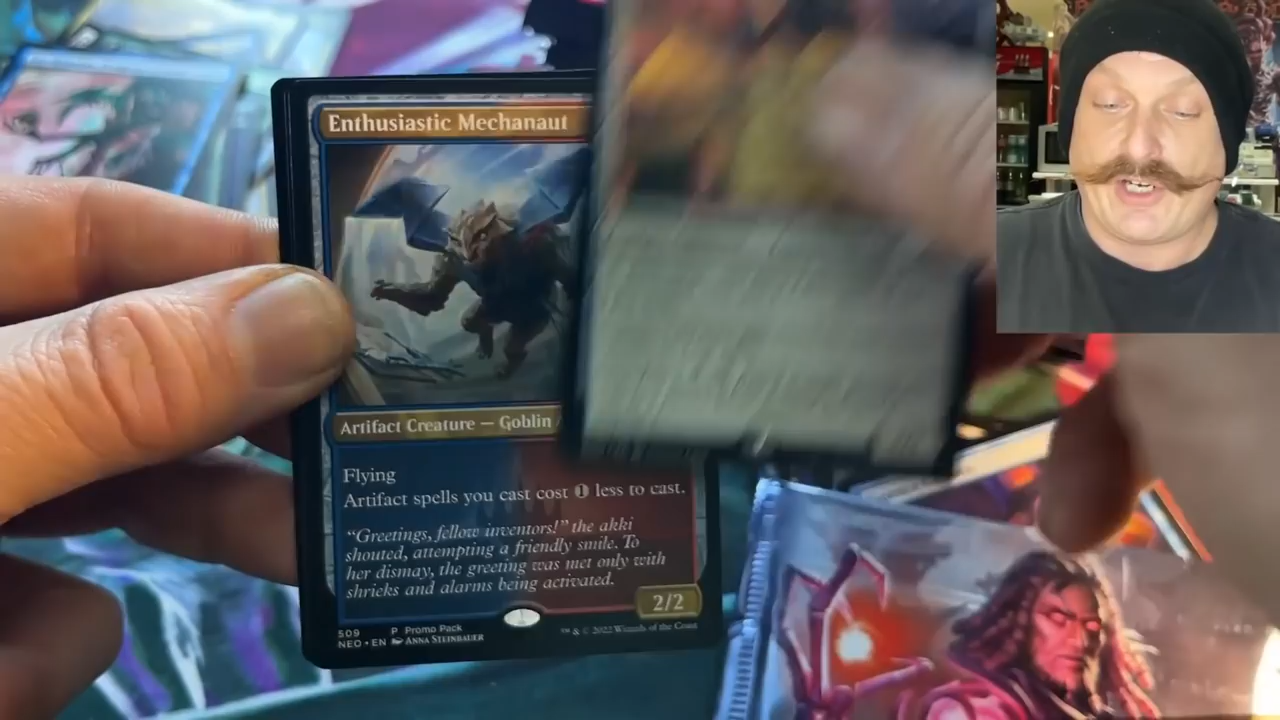 Enthusiastic Mechanaut
Artifact Creature — Goblin
Flying
Artifact spells you cast cost 1 less to cast.
"Greetings, fellow inventors!" the akki
shouted, attempting a friendly smile. To
her dismay, the greeting was met only with
shrieks and alarms being activated.
2/2
509 P Promo Pack
NEO • EN ANNA STEINBAUER
™ & © 2022 Wizards of the Coast